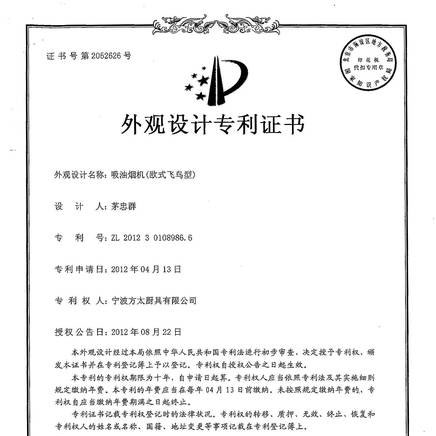 证书号第2052626号
印花税
代扣专用章
外观设计专利证书
外观设计名称：吸油烟机(欧式飞鸟型)
设 计 人：茅忠群
专 利 号：ZL 2012 3 0108986.6
专利申请日：2012年04月13日
专 利 权 人：宁波方太厨具有限公司
授权公告日：2012年08月22日
本外观设计经过本局依照中华人民共和国专利法进行初步审查，决定授予专利权，颁
发本证书并在专利登记簿上予以登记。专利权自授权公告之日起生效。
本专利的专利权期限为十年，自申请日起算。专利权人应当依照专利法及其实施细则
规定缴纳年费。本专利的年费应当在每年04月13日前缴纳。未按照规定缴纳年费的，专利
权自应当缴纳年费期满之日起终止。
专利证书记载专利权登记时的法律状况。专利权的转移、质押、无效、终止、恢复和
专利权人的姓名或名称、国籍、地址变更等事项记载在专利登记簿上。